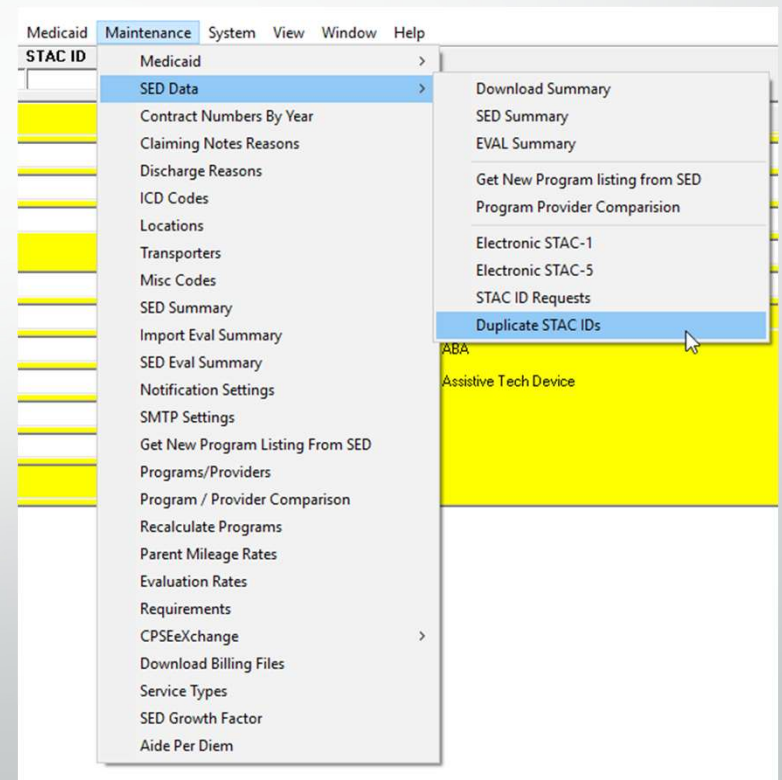 Medicaid Maintenance System View Window Help
STAC ID
Medicaid
SED Data
Contract Numbers By Year
Claiming Notes Reasons
Discharge Reasons
ICD Codes
Locations
Transporters
Misc Codes
SED Summary
Import Eval Summary
SED Eval Summary
Notification Settings
SMTP Settings
Get New Program Listing From SED
Programs/Providers
Program / Provider Comparison
Recalculate Programs
Parent Mileage Rates
Evaluation Rates
Requirements
CPSEeXchange
Download Billing Files
Service Types
SED Growth Factor
Aide Per Diem
Download Summary
SED Summary
EVAL Summary
Get New Program listing from SED
Program Provider Comparision
Electronic STAC-1
Electronic STAC-5
STAC ID Requests
Duplicate STAC IDs
ABA
Assistive Tech Device